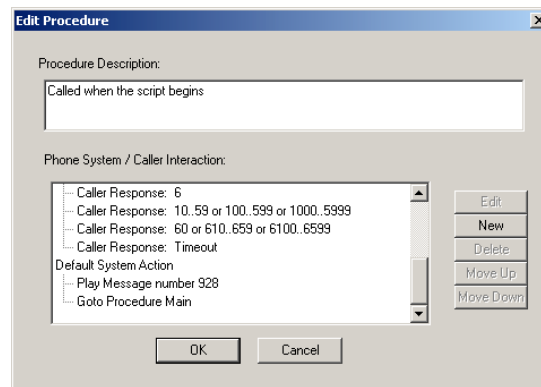 Edit Procedure
Procedure Description:
Called when the script begins
Phone System / Caller Interaction:
Caller Response: 6
Caller Response: 10..59 or 100..599 or 1000..5999
Caller Response: 60 or 610..659 or 6100..6599
Caller Response: Timeout
Default System Action
Play Message number 928
Goto Procedure Main
Edit
New
Delete
Move Up
Move Down
OK
Cancel